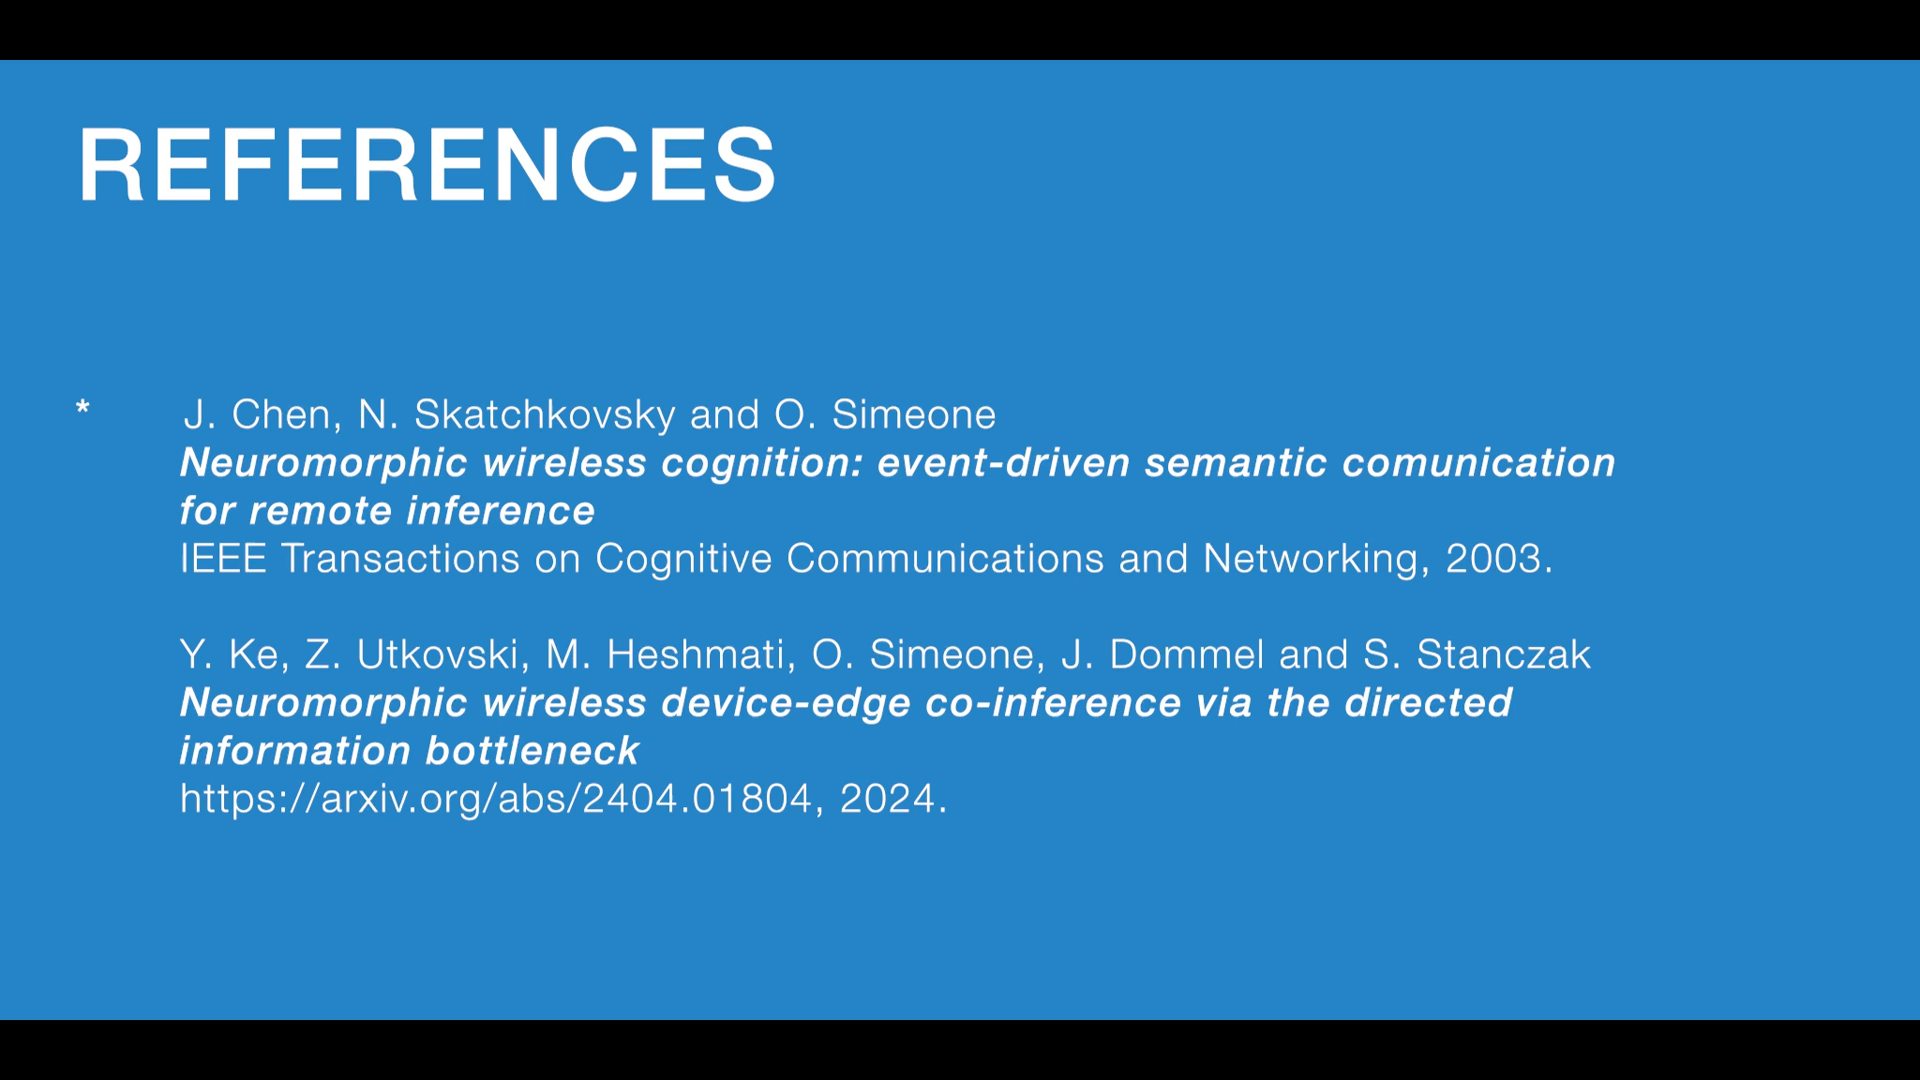 REFERENCES
* J. Chen, N. Skatchkovsky and O. Simeone
Neuromorphic wireless cognition: event-driven semantic comunication
for remote inference
IEEE Transactions on Cognitive Communications and Networking, 2003.
Y. Ke, Z. Utkovski, M. Heshmati, O. Simeone, J. Dommel and S. Stanczak
Neuromorphic wireless device-edge co-inference via the directed
information bottleneck
https://arxiv.org/abs/2404.01804, 2024.